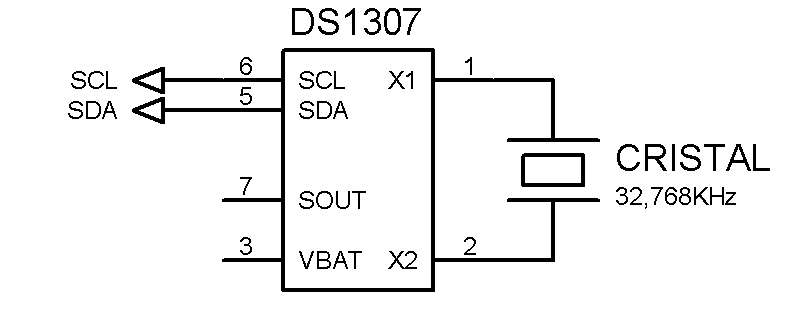 DS1307
SCL 6 SCL X1 1
SDA 5 SDA
CRISTAL
32,768KHz
7 SOUT
3 VBAT X2 2